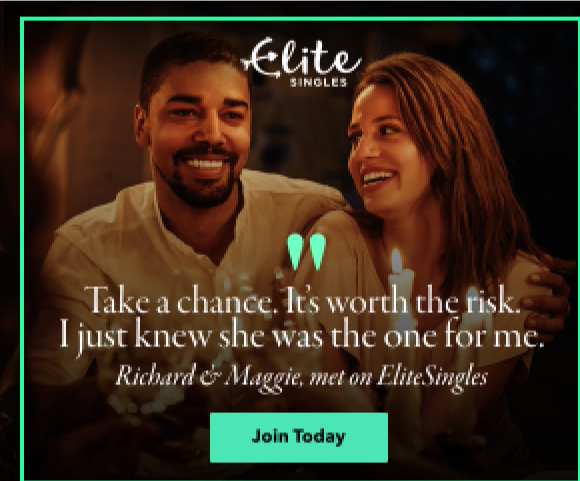 Elite
SINGLES
"
Take a chance. It's worth the risk.
I just knew she was the one for me.
Richard & Maggie, met on EliteSingles
Join Today